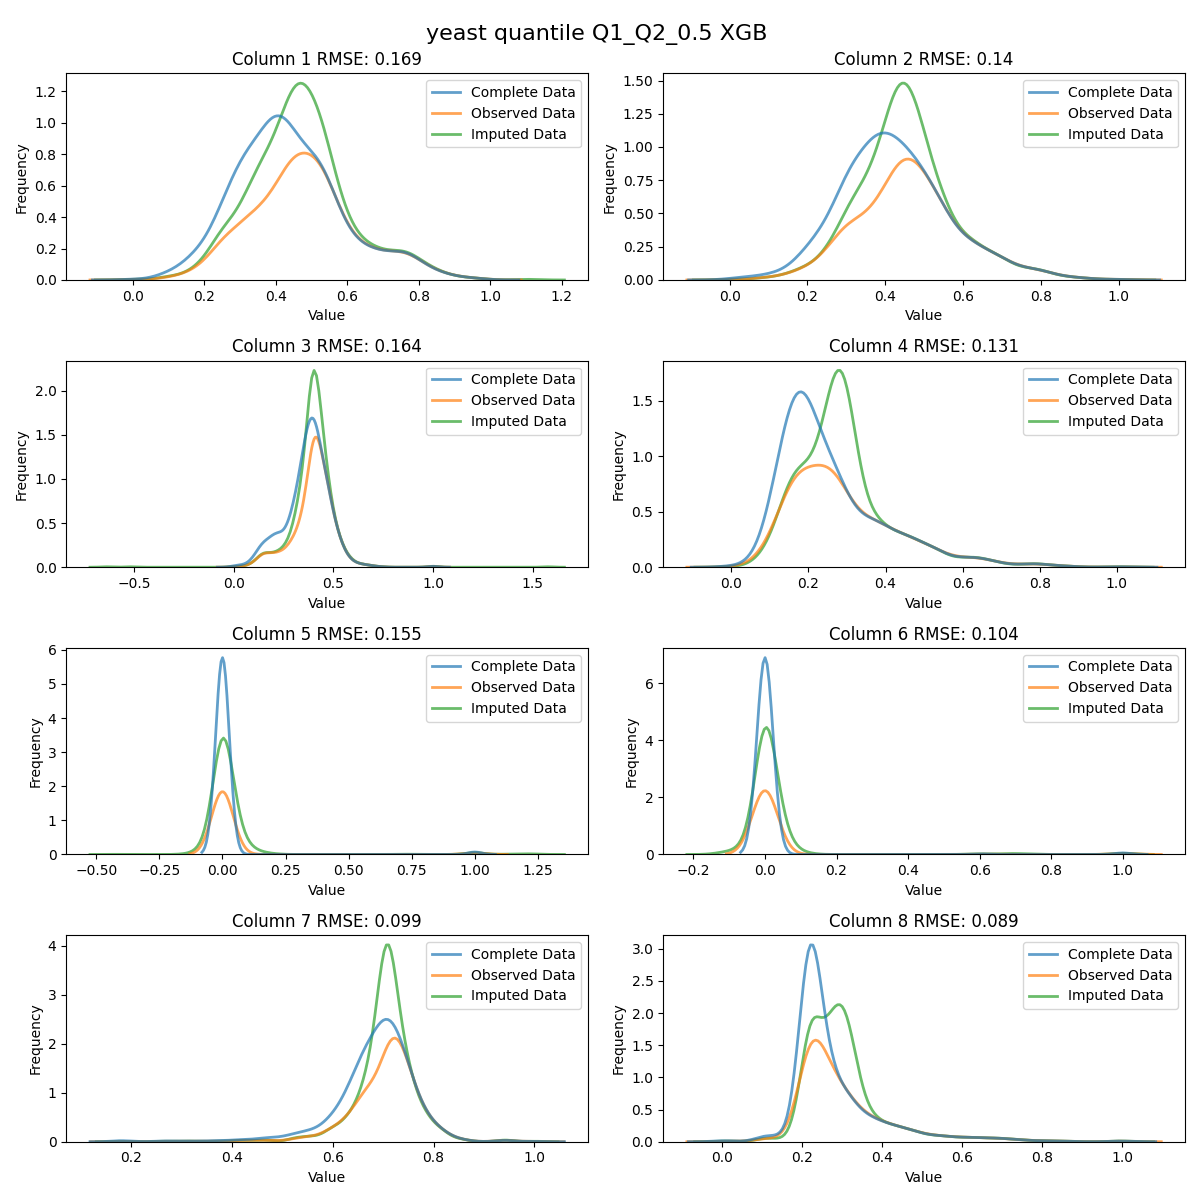 yeast quantile Q1_Q2_0.5 XGB
Column 1 RMSE: 0.169
Complete Data
Observed Data
Imputed Data
Frequency
1.2
1.0
0.8
0.6
0.4
0.2
0.0
0.0 0.2 0.4 0.6 0.8 1.0 1.2
Value
Column 2 RMSE: 0.14
Complete Data
Observed Data
Imputed Data
Frequency
1.50
1.25
1.00
0.75
0.50
0.25
0.00
0.0 0.2 0.4 0.6 0.8 1.0
Value
Column 3 RMSE: 0.164
Complete Data
Observed Data
Imputed Data
Frequency
2.0
1.5
1.0
0.5
0.0
−0.5 0.0 0.5 1.0 1.5
Value
Column 4 RMSE: 0.131
Complete Data
Observed Data
Imputed Data
Frequency
1.5
1.0
0.5
0.0
0.0 0.2 0.4 0.6 0.8 1.0
Value
Column 5 RMSE: 0.155
Complete Data
Observed Data
Imputed Data
Frequency
6
5
4
3
2
1
0
−0.50 −0.25 0.00 0.25 0.50 0.75 1.00 1.25
Value
Column 6 RMSE: 0.104
Complete Data
Observed Data
Imputed Data
Frequency
6
4
2
0
−0.2 0.0 0.2 0.4 0.6 0.8 1.0
Value
Column 7 RMSE: 0.099
Complete Data
Observed Data
Imputed Data
Frequency
4
3
2
1
0
0.2 0.4 0.6 0.8 1.0
Value
Column 8 RMSE: 0.089
Complete Data
Observed Data
Imputed Data
Frequency
3.0
2.5
2.0
1.5
1.0
0.5
0.0
0.0 0.2 0.4 0.6 0.8 1.0
Value